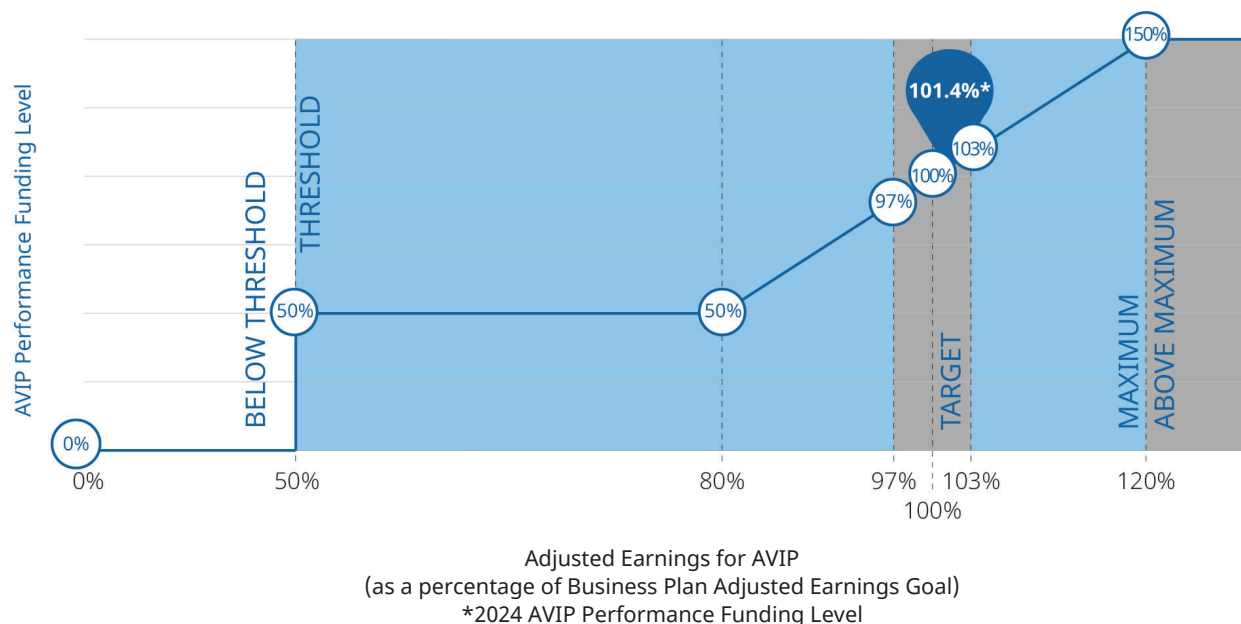 AVIP Performance Funding Level
BELOW THRESHOLD
THRESHOLD
TARGET
MAXIMUM
ABOVE MAXIMUM
0%
50%
50%
97%
100%
101.4%*
103%
150%
0%
50%
80%
97%
100%
103%
120%
Adjusted Earnings for AVIP
(as a percentage of Business Plan Adjusted Earnings Goal)
*2024 AVIP Performance Funding Level